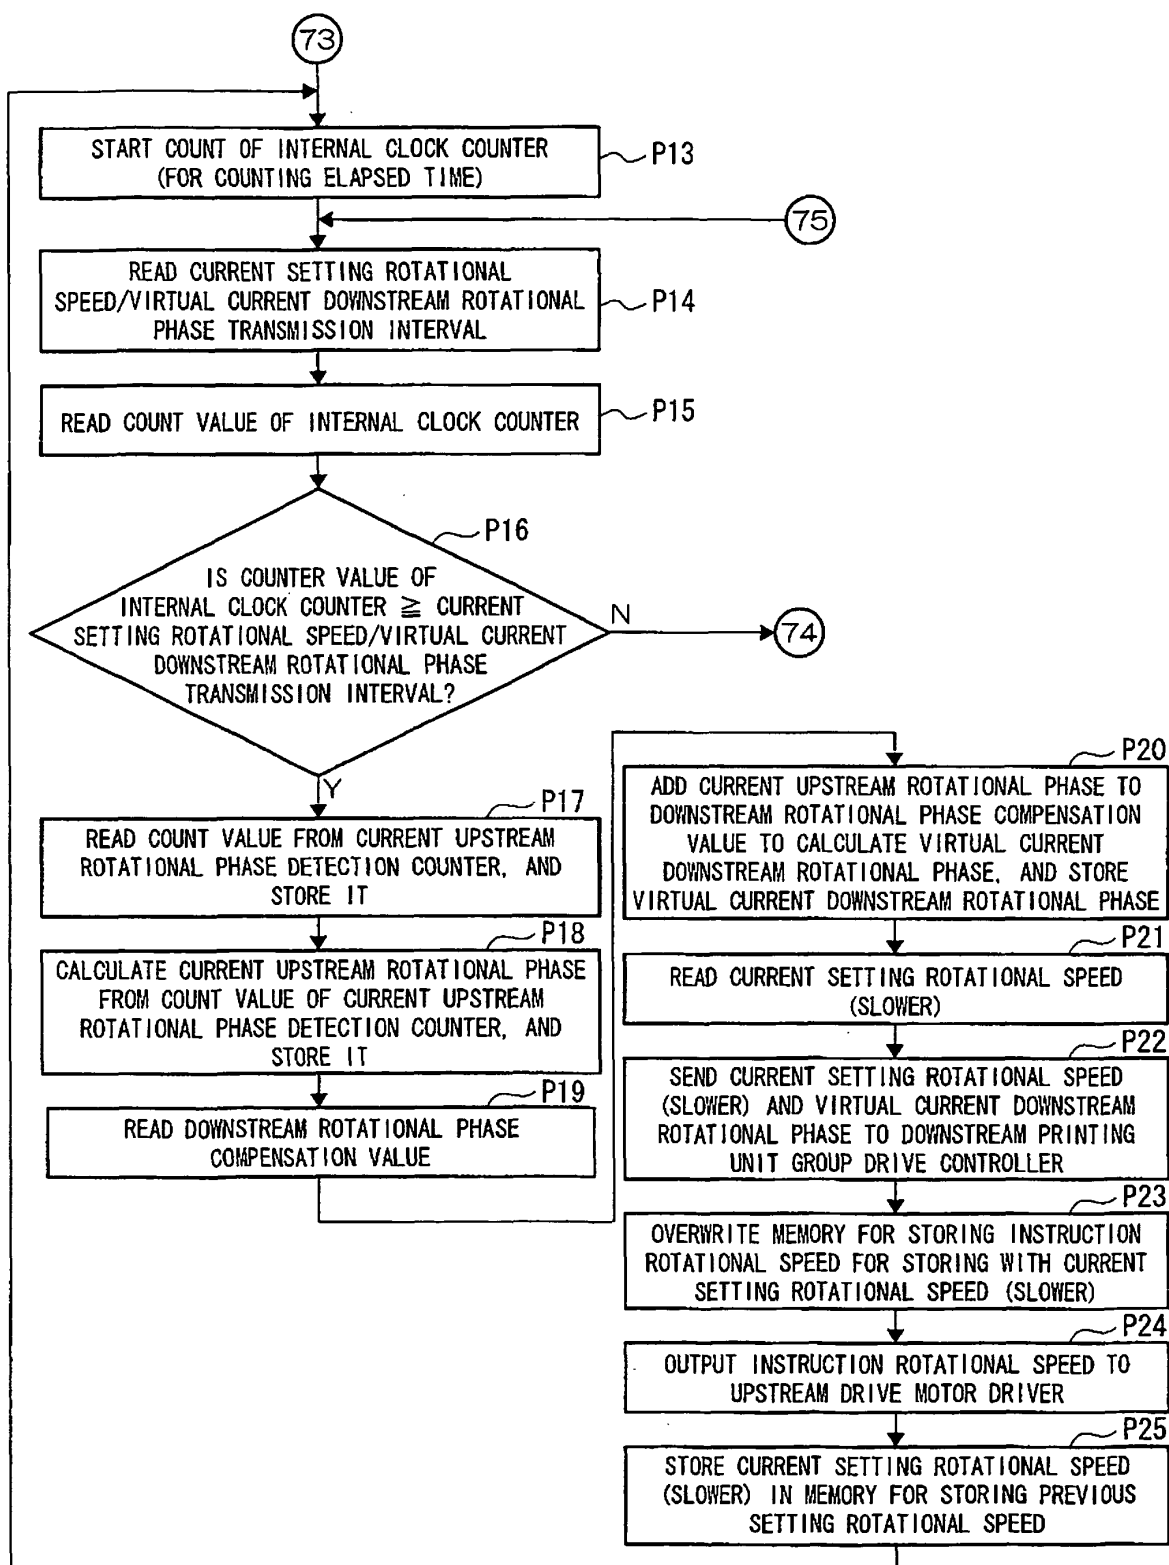 73
START COUNT OF INTERNAL CLOCK COUNTER
(FOR COUNTING ELAPSED TIME)
P13
75
READ CURRENT SETTING ROTATIONAL
SPEED/VIRTUAL CURRENT DOWNSTREAM ROTATIONAL
PHASE TRANSMISSION INTERVAL
P14
READ COUNT VALUE OF INTERNAL CLOCK COUNTER
P15
P16
IS COUNTER VALUE OF
INTERNAL CLOCK COUNTER ≧ CURRENT
SETTING ROTATIONAL SPEED/VIRTUAL CURRENT
DOWNSTREAM ROTATIONAL PHASE
TRANSMISSION INTERVAL?
N
74
Y
P17
READ COUNT VALUE FROM CURRENT UPSTREAM
ROTATIONAL PHASE DETECTION COUNTER, AND
STORE IT
P18
CALCULATE CURRENT UPSTREAM ROTATIONAL PHASE
FROM COUNT VALUE OF CURRENT UPSTREAM
ROTATIONAL PHASE DETECTION COUNTER, AND
STORE IT
P19
READ DOWNSTREAM ROTATIONAL PHASE
COMPENSATION VALUE
P20
ADD CURRENT UPSTREAM ROTATIONAL PHASE TO
DOWNSTREAM ROTATIONAL PHASE COMPENSATION
VALUE TO CALCULATE VIRTUAL CURRENT
DOWNSTREAM ROTATIONAL PHASE, AND STORE
VIRTUAL CURRENT DOWNSTREAM ROTATIONAL PHASE
P21
READ CURRENT SETTING ROTATIONAL SPEED
(SLOWER)
P22
SEND CURRENT SETTING ROTATIONAL SPEED
(SLOWER) AND VIRTUAL CURRENT DOWNSTREAM
ROTATIONAL PHASE TO DOWNSTREAM PRINTING
UNIT GROUP DRIVE CONTROLLER
P23
OVERWRITE MEMORY FOR STORING INSTRUCTION
ROTATIONAL SPEED FOR STORING WITH CURRENT
SETTING ROTATIONAL SPEED (SLOWER)
P24
OUTPUT INSTRUCTION ROTATIONAL SPEED TO
UPSTREAM DRIVE MOTOR DRIVER
P25
STORE CURRENT SETTING ROTATIONAL SPEED
(SLOWER) IN MEMORY FOR STORING PREVIOUS
SETTING ROTATIONAL SPEED